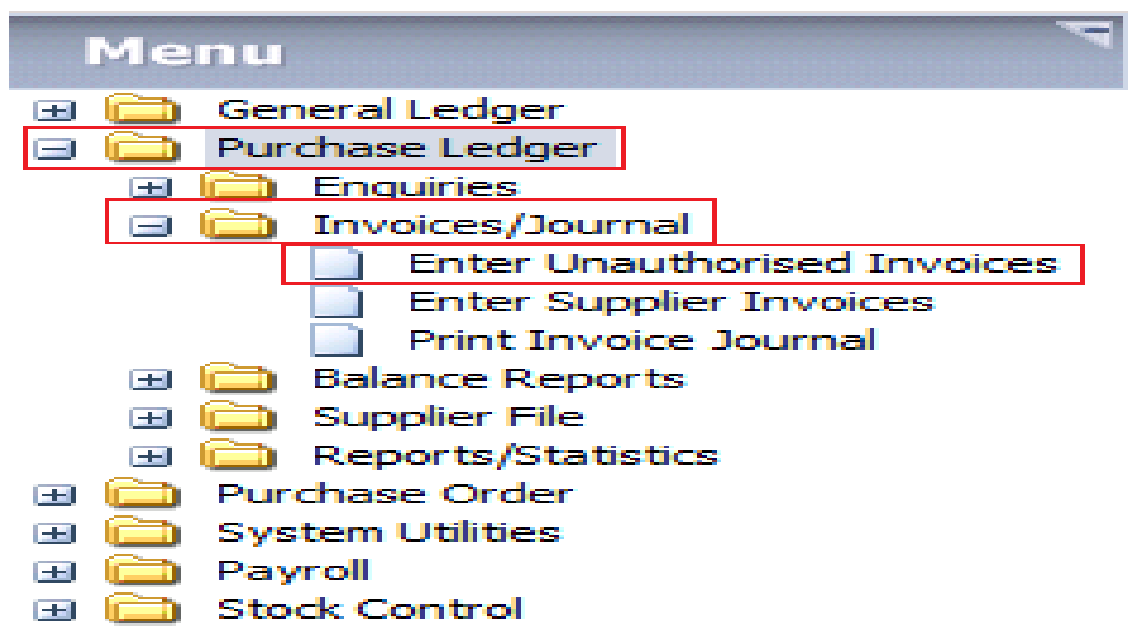 Menu
General Ledger
Purchase Ledger
Enquiries
Invoices/Journal
Enter Unauthorised Invoices
Enter Supplier Invoices
Print Invoice Journal
Balance Reports
Supplier File
Reports/Statistics
Purchase Order
System Utilities
Payroll
Stock Control